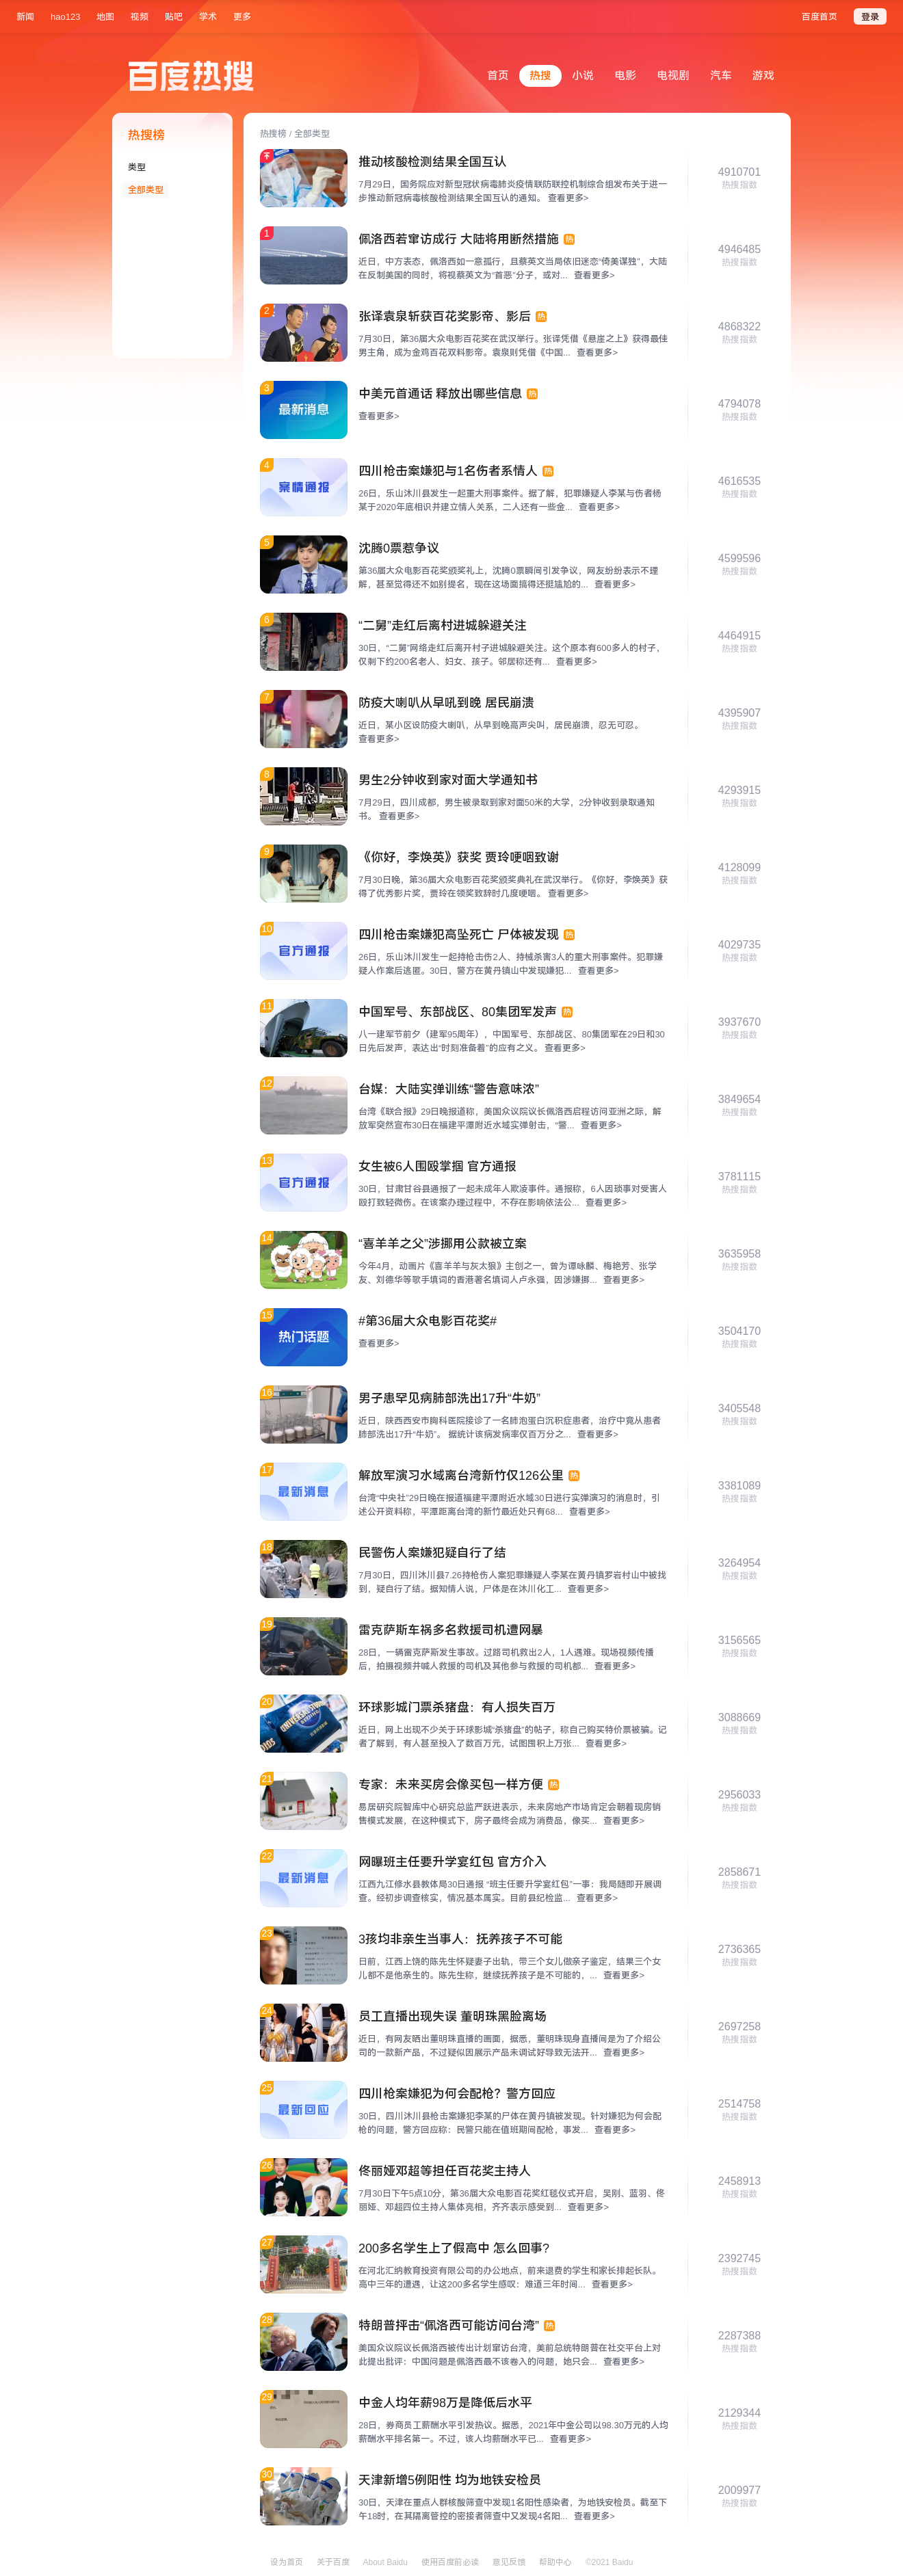 新闻 hao123 地图 视频 贴吧 学术 更多 百度首页 登录
百度热搜 首页 热搜 小说 电影 电视剧 汽车 游戏
热搜榜
类型
全部类型
热搜榜 / 全部类型
推动核酸检测结果全国互认
7月29日，国务院应对新型冠状病毒肺炎疫情联防联控机制综合组发布关于进一
步推动新冠病毒核酸检测结果全国互认的通知。 查看更多>
4910701
热搜指数
1
佩洛西若窜访成行 大陆将用断然措施 热
近日，中方表态，佩洛西如一意孤行，且蔡英文当局依旧迷恋“倚美谋独”，大陆
在反制美国的同时，将视蔡英文为“首恶”分子，或对... 查看更多>
4946485
热搜指数
2
张译袁泉斩获百花奖影帝、影后 热
7月30日，第36届大众电影百花奖在武汉举行。张译凭借《悬崖之上》获得最佳
男主角，成为金鸡百花双料影帝。袁泉则凭借《中国... 查看更多>
4868322
热搜指数
3
最新消息
中美元首通话 释放出哪些信息 热
查看更多>
4794078
热搜指数
4
案情通报
四川枪击案嫌犯与1名伤者系情人 热
26日，乐山沐川县发生一起重大刑事案件。据了解，犯罪嫌疑人李某与伤者杨
某于2020年底相识并建立情人关系，二人还有一些金... 查看更多>
4616535
热搜指数
5
沈腾0票惹争议
第36届大众电影百花奖颁奖礼上，沈腾0票瞬间引发争议，网友纷纷表示不理
解，甚至觉得还不如别提名，现在这场面搞得还挺尴尬的... 查看更多>
4599596
热搜指数
6
“二舅”走红后离村进城躲避关注
30日，“二舅”网络走红后离开村子进城躲避关注。这个原本有600多人的村子，
仅剩下约200名老人、妇女、孩子。邻居称还有... 查看更多>
4464915
热搜指数
7
防疫大喇叭从早吼到晚 居民崩溃
近日，某小区设防疫大喇叭，从早到晚高声尖叫，居民崩溃，忍无可忍。
查看更多>
4395907
热搜指数
8
男生2分钟收到家对面大学通知书
7月29日，四川成都，男生被录取到家对面50米的大学，2分钟收到录取通知
书。 查看更多>
4293915
热搜指数
9
《你好，李焕英》获奖 贾玲哽咽致谢
7月30日晚，第36届大众电影百花奖颁奖典礼在武汉举行。《你好，李焕英》获
得了优秀影片奖，贾玲在领奖致辞时几度哽咽。 查看更多>
4128099
热搜指数
10
官方通报
四川枪击案嫌犯高坠死亡 尸体被发现 热
26日，乐山沐川发生一起持枪击伤2人、持械杀害3人的重大刑事案件。犯罪嫌
疑人作案后逃匿。30日，警方在黄丹镇山中发现嫌犯... 查看更多>
4029735
热搜指数
11
中国军号、东部战区、80集团军发声 热
八一建军节前夕（建军95周年），中国军号、东部战区、80集团军在29日和30
日先后发声，表达出“时刻准备着”的应有之义。 查看更多>
3937670
热搜指数
12
台媒：大陆实弹训练“警告意味浓”
台湾《联合报》29日晚报道称，美国众议院议长佩洛西启程访问亚洲之际，解
放军突然宣布30日在福建平潭附近水域实弹射击，“警... 查看更多>
3849654
热搜指数
13
官方通报
女生被6人围殴掌掴 官方通报
30日，甘肃甘谷县通报了一起未成年人欺凌事件。通报称，6人因琐事对受害人
殴打致轻微伤。在该案办理过程中，不存在影响依法公... 查看更多>
3781115
热搜指数
14
“喜羊羊之父”涉挪用公款被立案
今年4月，动画片《喜羊羊与灰太狼》主创之一，曾为谭咏麟、梅艳芳、张学
友、刘德华等歌手填词的香港著名填词人卢永强，因涉嫌挪... 查看更多>
3635958
热搜指数
15
热门话题
#第36届大众电影百花奖#
查看更多>
3504170
热搜指数
16
男子患罕见病肺部洗出17升“牛奶”
近日，陕西西安市胸科医院接诊了一名肺泡蛋白沉积症患者，治疗中竟从患者
肺部洗出17升“牛奶”。 据统计该病发病率仅百万分之... 查看更多>
3405548
热搜指数
17
最新消息
解放军演习水域离台湾新竹仅126公里 热
台湾“中央社”29日晚在报道福建平潭附近水域30日进行实弹演习的消息时，引
述公开资料称，平潭距离台湾的新竹最近处只有68... 查看更多>
3381089
热搜指数
18
民警伤人案嫌犯疑自行了结
7月30日，四川沐川县7.26持枪伤人案犯罪嫌疑人李某在黄丹镇罗岩村山中被找
到，疑自行了结。据知情人说，尸体是在沐川化工... 查看更多>
3264954
热搜指数
19
雷克萨斯车祸多名救援司机遭网暴
28日，一辆雷克萨斯发生事故。过路司机救出2人，1人遇难。现场视频传播
后，拍摄视频并喊人救援的司机及其他参与救援的司机都... 查看更多>
3156565
热搜指数
20
环球影城门票杀猪盘：有人损失百万
近日，网上出现不少关于环球影城“杀猪盘”的帖子，称自己购买特价票被骗。记
者了解到，有人甚至投入了数百万元，试图囤积上万张... 查看更多>
3088669
热搜指数
21
专家：未来买房会像买包一样方便 热
易居研究院智库中心研究总监严跃进表示，未来房地产市场肯定会朝着现房销
售模式发展，在这种模式下，房子最终会成为消费品，像买... 查看更多>
2956033
热搜指数
22
最新消息
网曝班主任要升学宴红包 官方介入
江西九江修水县教体局30日通报 “班主任要升学宴红包”一事：我局随即开展调
查。经初步调查核实，情况基本属实。目前县纪检监... 查看更多>
2858671
热搜指数
23
3孩均非亲生当事人：抚养孩子不可能
日前，江西上饶的陈先生怀疑妻子出轨，带三个女儿做亲子鉴定，结果三个女
儿都不是他亲生的。陈先生称，继续抚养孩子是不可能的，... 查看更多>
2736365
热搜指数
24
员工直播出现失误 董明珠黑脸离场
近日，有网友晒出董明珠直播的画面，据悉，董明珠现身直播间是为了介绍公
司的一款新产品，不过疑似因展示产品未调试好导致无法开... 查看更多>
2697258
热搜指数
25
最新回应
四川枪案嫌犯为何会配枪？警方回应
30日，四川沐川县枪击案嫌犯李某的尸体在黄丹镇被发现。针对嫌犯为何会配
枪的问题，警方回应称：民警只能在值班期间配枪，事发... 查看更多>
2514758
热搜指数
26
佟丽娅邓超等担任百花奖主持人
7月30日下午5点10分，第36届大众电影百花奖红毯仪式开启，吴刚、蓝羽、佟
丽娅、邓超四位主持人集体亮相，齐齐表示感受到... 查看更多>
2458913
热搜指数
27
200多名学生上了假高中 怎么回事?
在河北汇纳教育投资有限公司的办公地点，前来退费的学生和家长排起长队。
高中三年的遭遇，让这200多名学生感叹：难道三年时间... 查看更多>
2392745
热搜指数
28
特朗普抨击“佩洛西可能访问台湾” 热
美国众议院议长佩洛西被传出计划窜访台湾，美前总统特朗普在社交平台上对
此提出批评：中国问题是佩洛西最不该卷入的问题，她只会... 查看更多>
2287388
热搜指数
29
中金人均年薪98万是降低后水平
28日，券商员工薪酬水平引发热议。据悉，2021年中金公司以98.30万元的人均
薪酬水平排名第一。不过，该人均薪酬水平已... 查看更多>
2129344
热搜指数
30
天津新增5例阳性 均为地铁安检员
30日，天津在重点人群核酸筛查中发现1名阳性感染者，为地铁安检员。截至下
午18时，在其隔离管控的密接者筛查中又发现4名阳... 查看更多>
2009977
热搜指数
设为首页 关于百度 About Baidu 使用百度前必读 意见反馈 帮助中心 ©2021 Baidu